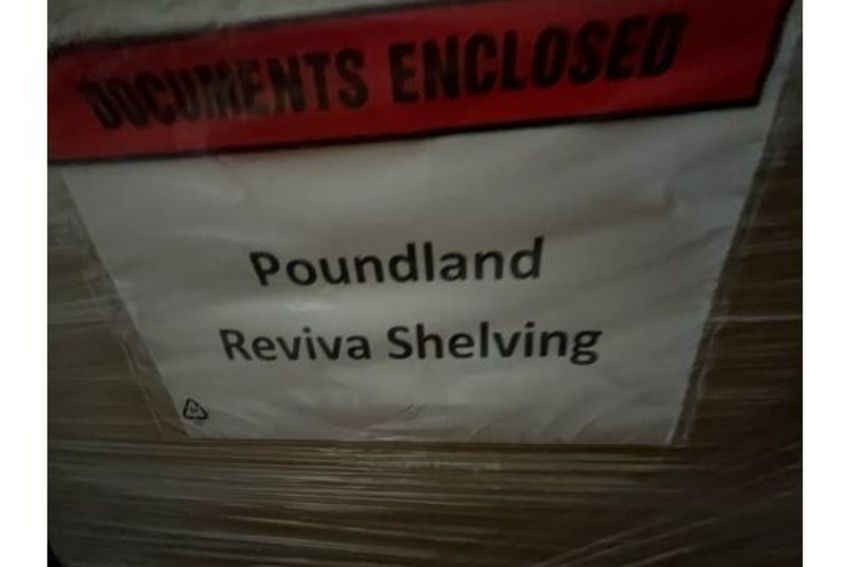 DOCUMENTS ENCLOSED
Poundland
Reviva Shelving